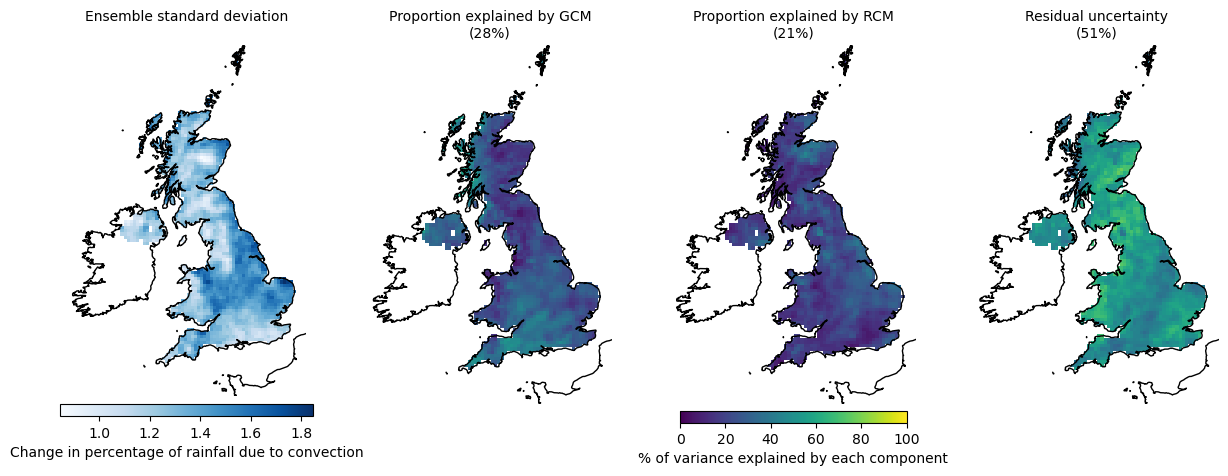 Ensemble standard deviation
Proportion explained by GCM
(28%)
Proportion explained by RCM
(21%)
Residual uncertainty
(51%)
1.0 1.2 1.4 1.6 1.8
Change in percentage of rainfall due to convection
0 20 40 60 80 100
% of variance explained by each component